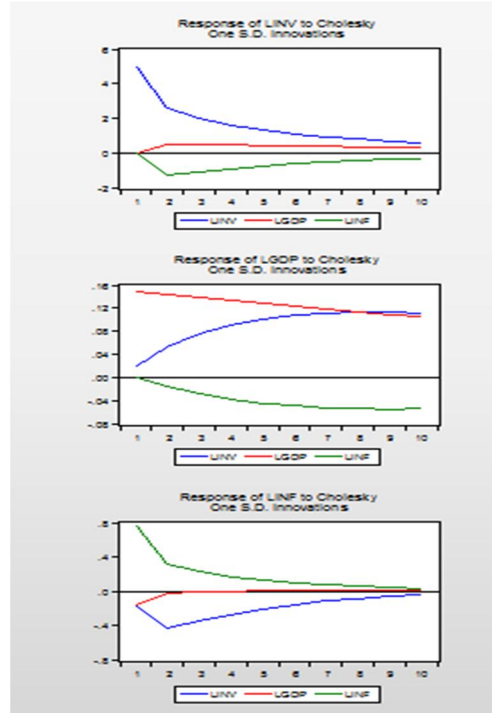 Response of LINV to Cholesky
One S.D. Innovations
6
4
2
0
-2
1 2 3 4 5 6 7 8 9 10
LINV LGDP LINF
Response of LGDP to Cholesky
One S.D. Innovations
.16
.12
.08
.04
.00
-.04
-.08
1 2 3 4 5 6 7 8 9 10
LINV LGDP LINF
Response of LINF to Cholesky
One S.D. Innovations
.8
.4
.0
-.4
-.8
1 2 3 4 5 6 7 8 9 10
LINV LGDP LINF